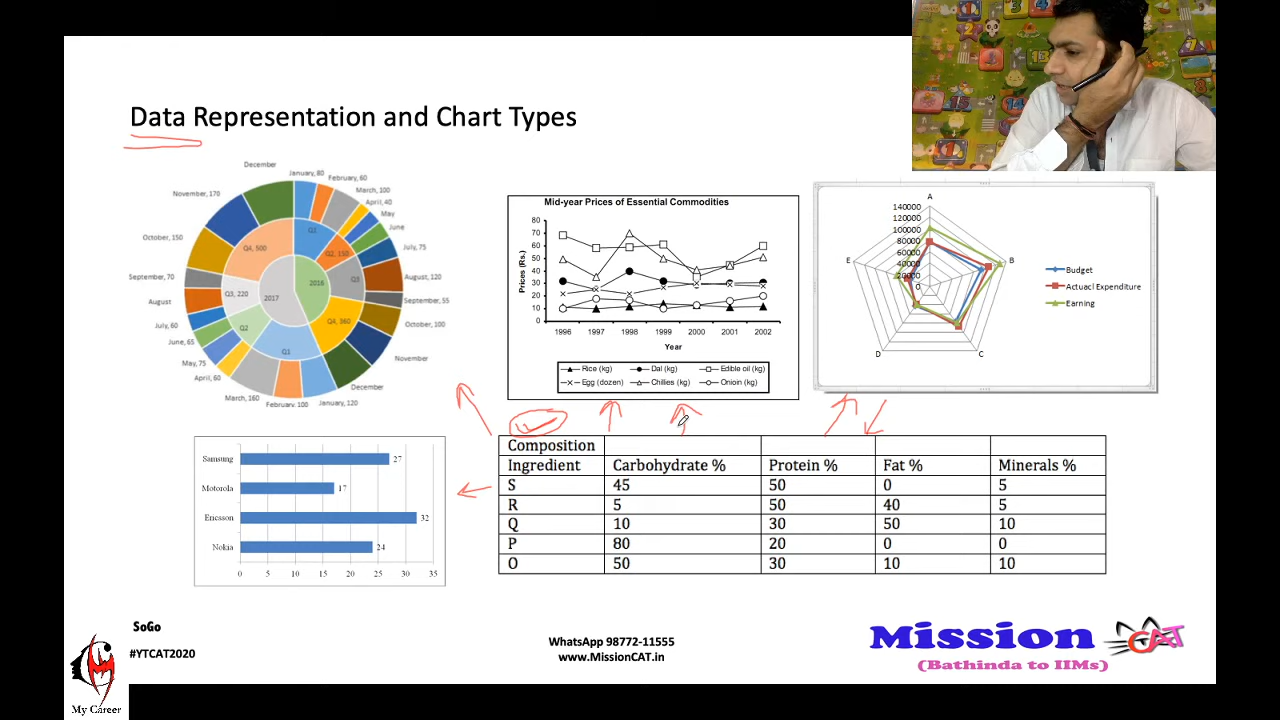 Data Representation and Chart Types
December
January, 80
February, 60
March, 100
April, 40
May
June
July, 75
August, 120
September, 55
October, 100
November
December
January, 120
February, 100
March, 160
April, 60
May, 75
June, 65
July, 60
August
September, 70
October, 150
November, 170
Q1
Q2, 150
Q3
Q4, 360
Q1
Q2
Q3, 220
Q4, 500
2016
2017
Mid-year Prices of Essential Commodities
Prices (Rs.)
80
70
60
50
40
30
20
10
0
1996 1997 1998 1999 2000 2001 2002
Year
Rice (kg) Dal (kg) Edible oil (kg)
Egg (dozen) Chillies (kg) Onioin (kg)
A
140000
120000
100000
80000
60000
40000
20000
0
E
B
D
C
Budget
Actuacl Expenditure
Earning
Samsung 27
Motorola 17
Ericsson 32
Nokia 24
0 5 10 15 20 25 30 35
Composition
Ingredient Carbohydrate % Protein % Fat % Minerals %
S 45 50 0 5
R 5 50 40 5
Q 10 30 50 10
P 80 20 0 0
O 50 30 10 10
SoGo
#YTCAT2020
WhatsApp 98772-11555
www.MissionCAT.in
Mission CAT
(Bathinda to IIMs)
My Career